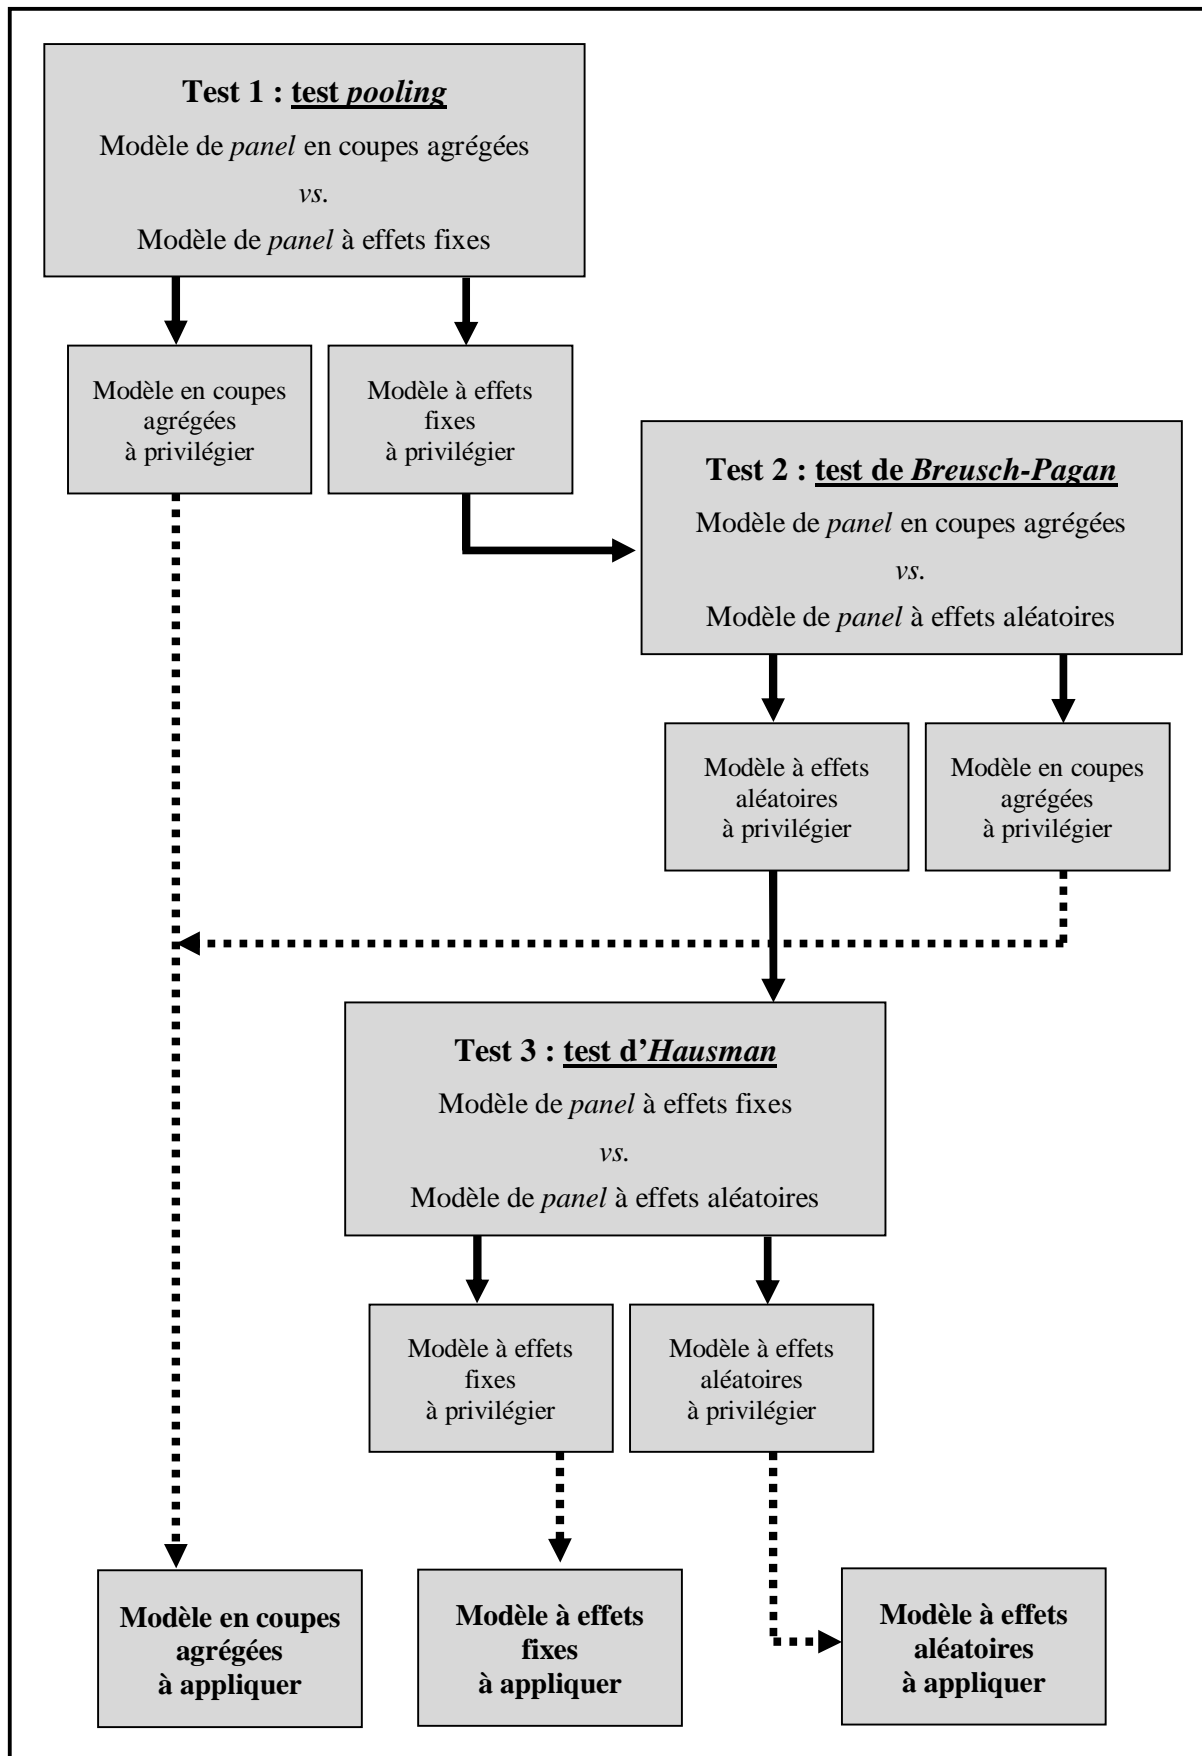 Test 1 : test pooling
Modèle de panel en coupes agrégées
vs.
Modèle de panel à effets fixes
Modèle en coupes
agrégées
à privilégier
Modèle à effets
fixes
à privilégier
Test 2 : test de Breusch-Pagan
Modèle de panel en coupes agrégées
vs.
Modèle de panel à effets aléatoires
Modèle à effets
aléatoires
à privilégier
Modèle en coupes
agrégées
à privilégier
Test 3 : test d’Hausman
Modèle de panel à effets fixes
vs.
Modèle de panel à effets aléatoires
Modèle à effets
fixes
à privilégier
Modèle à effets
aléatoires
à privilégier
Modèle en coupes
agrégées
à appliquer
Modèle à effets
fixes
à appliquer
Modèle à effets
aléatoires
à appliquer